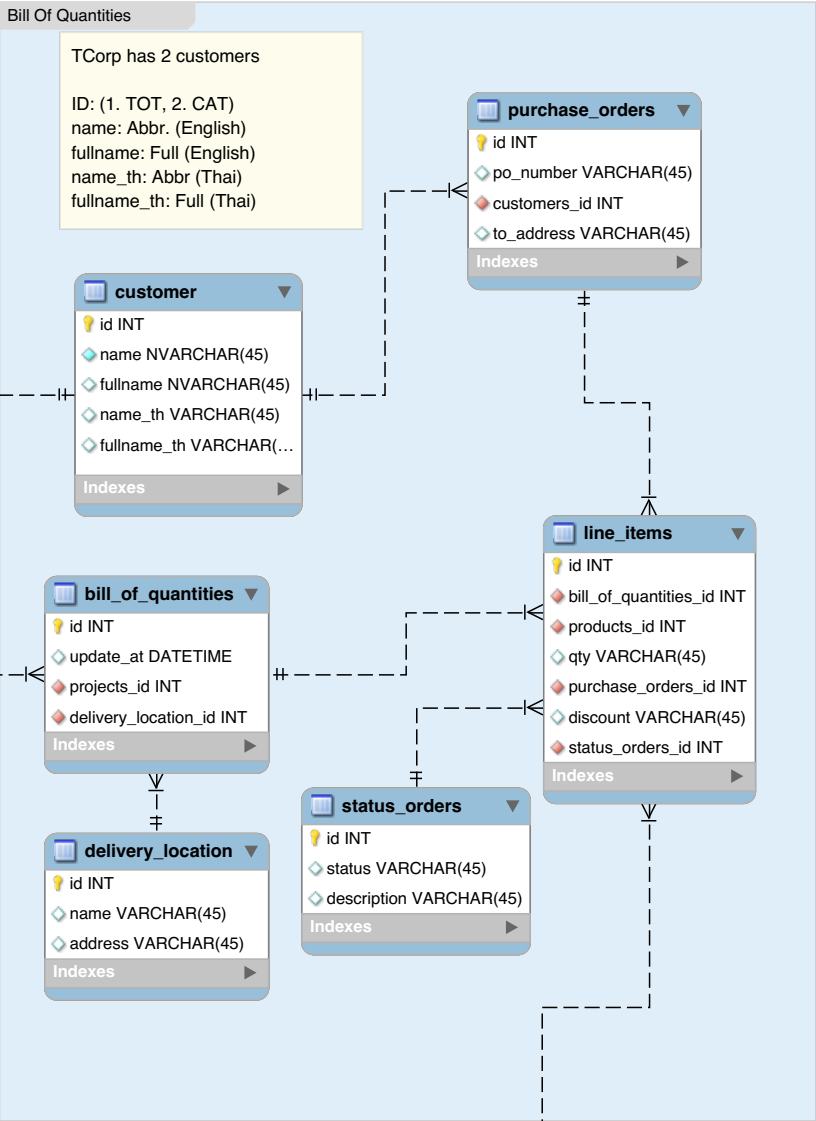 Bill Of Quantities
TCorp has 2 customers
ID: (1. TOT, 2. CAT)
name: Abbr. (English)
fullname: Full (English)
name_th: Abbr (Thai)
fullname_th: Full (Thai)
purchase_orders
id INT
po_number VARCHAR(45)
customers_id INT
to_address VARCHAR(45)
Indexes
customer
id INT
name NVARCHAR(45)
fullname NVARCHAR(45)
name_th VARCHAR(45)
fullname_th VARCHAR(...
Indexes
line_items
id INT
bill_of_quantities_id INT
products_id INT
qty VARCHAR(45)
purchase_orders_id INT
discount VARCHAR(45)
status_orders_id INT
Indexes
bill_of_quantities
id INT
update_at DATETIME
projects_id INT
delivery_location_id INT
Indexes
status_orders
id INT
status VARCHAR(45)
description VARCHAR(45)
Indexes
delivery_location
id INT
name VARCHAR(45)
address VARCHAR(45)
Indexes